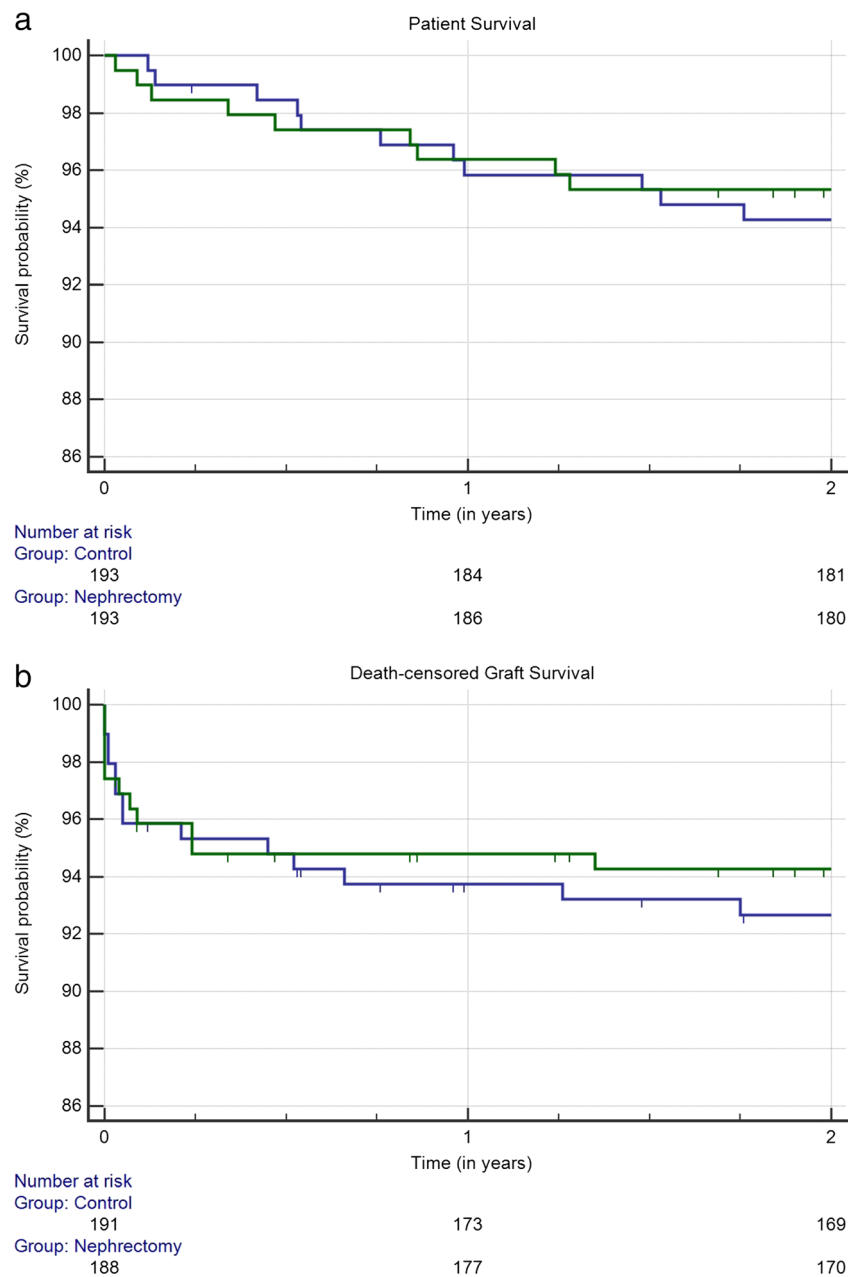 a
Patient Survival
100
98
96
94
92
90
88
86
Survival probability (%)
0 1 2
Time (in years)
Number at risk
Group: Control
193 184 181
Group: Nephrectomy
193 186 180
b
Death-censored Graft Survival
100
98
96
94
92
90
88
86
Survival probability (%)
0 1 2
Time (in years)
Number at risk
Group: Control
191 173 169
Group: Nephrectomy
188 177 170